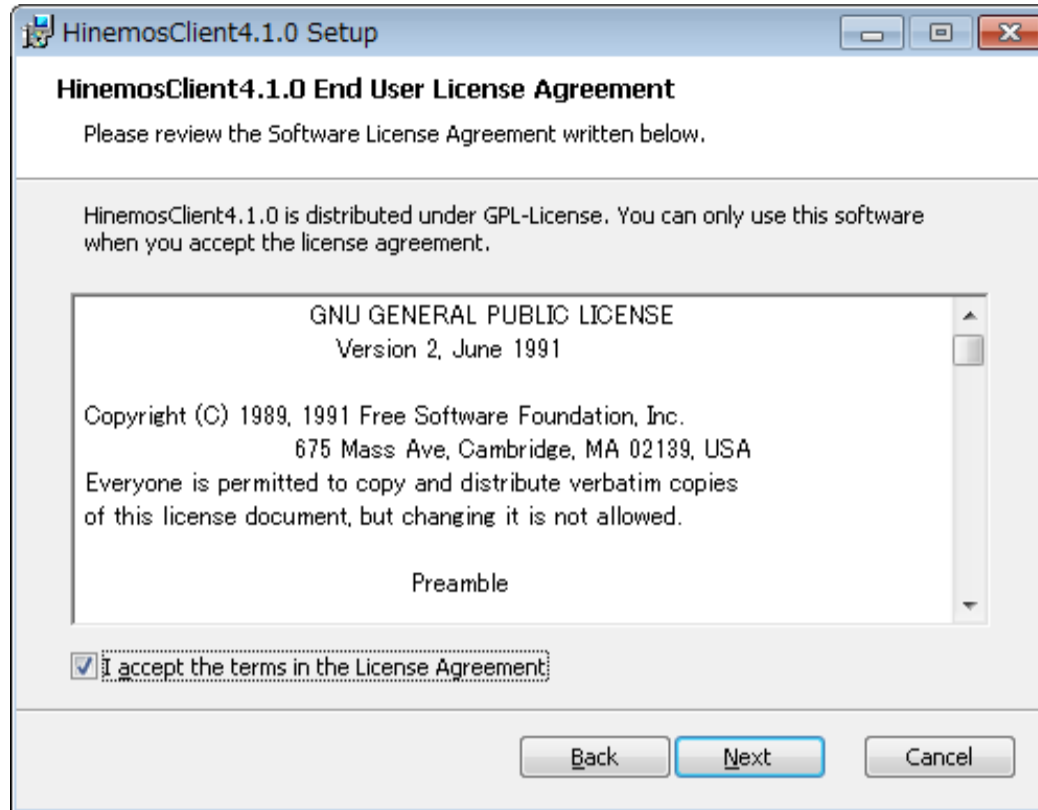 HinemosClient4.1.0 Setup
HinemosClient4.1.0 End User License Agreement
Please review the Software License Agreement written below.
HinemosClient4.1.0 is distributed under GPL-License. You can only use this software
when you accept the license agreement.
GNU GENERAL PUBLIC LICENSE
Version 2, June 1991
Copyright (C) 1989, 1991 Free Software Foundation, Inc.
675 Mass Ave, Cambridge, MA 02139, USA
Everyone is permitted to copy and distribute verbatim copies
of this license document, but changing it is not allowed.
Preamble
I accept the terms in the License Agreement
Back Next Cancel